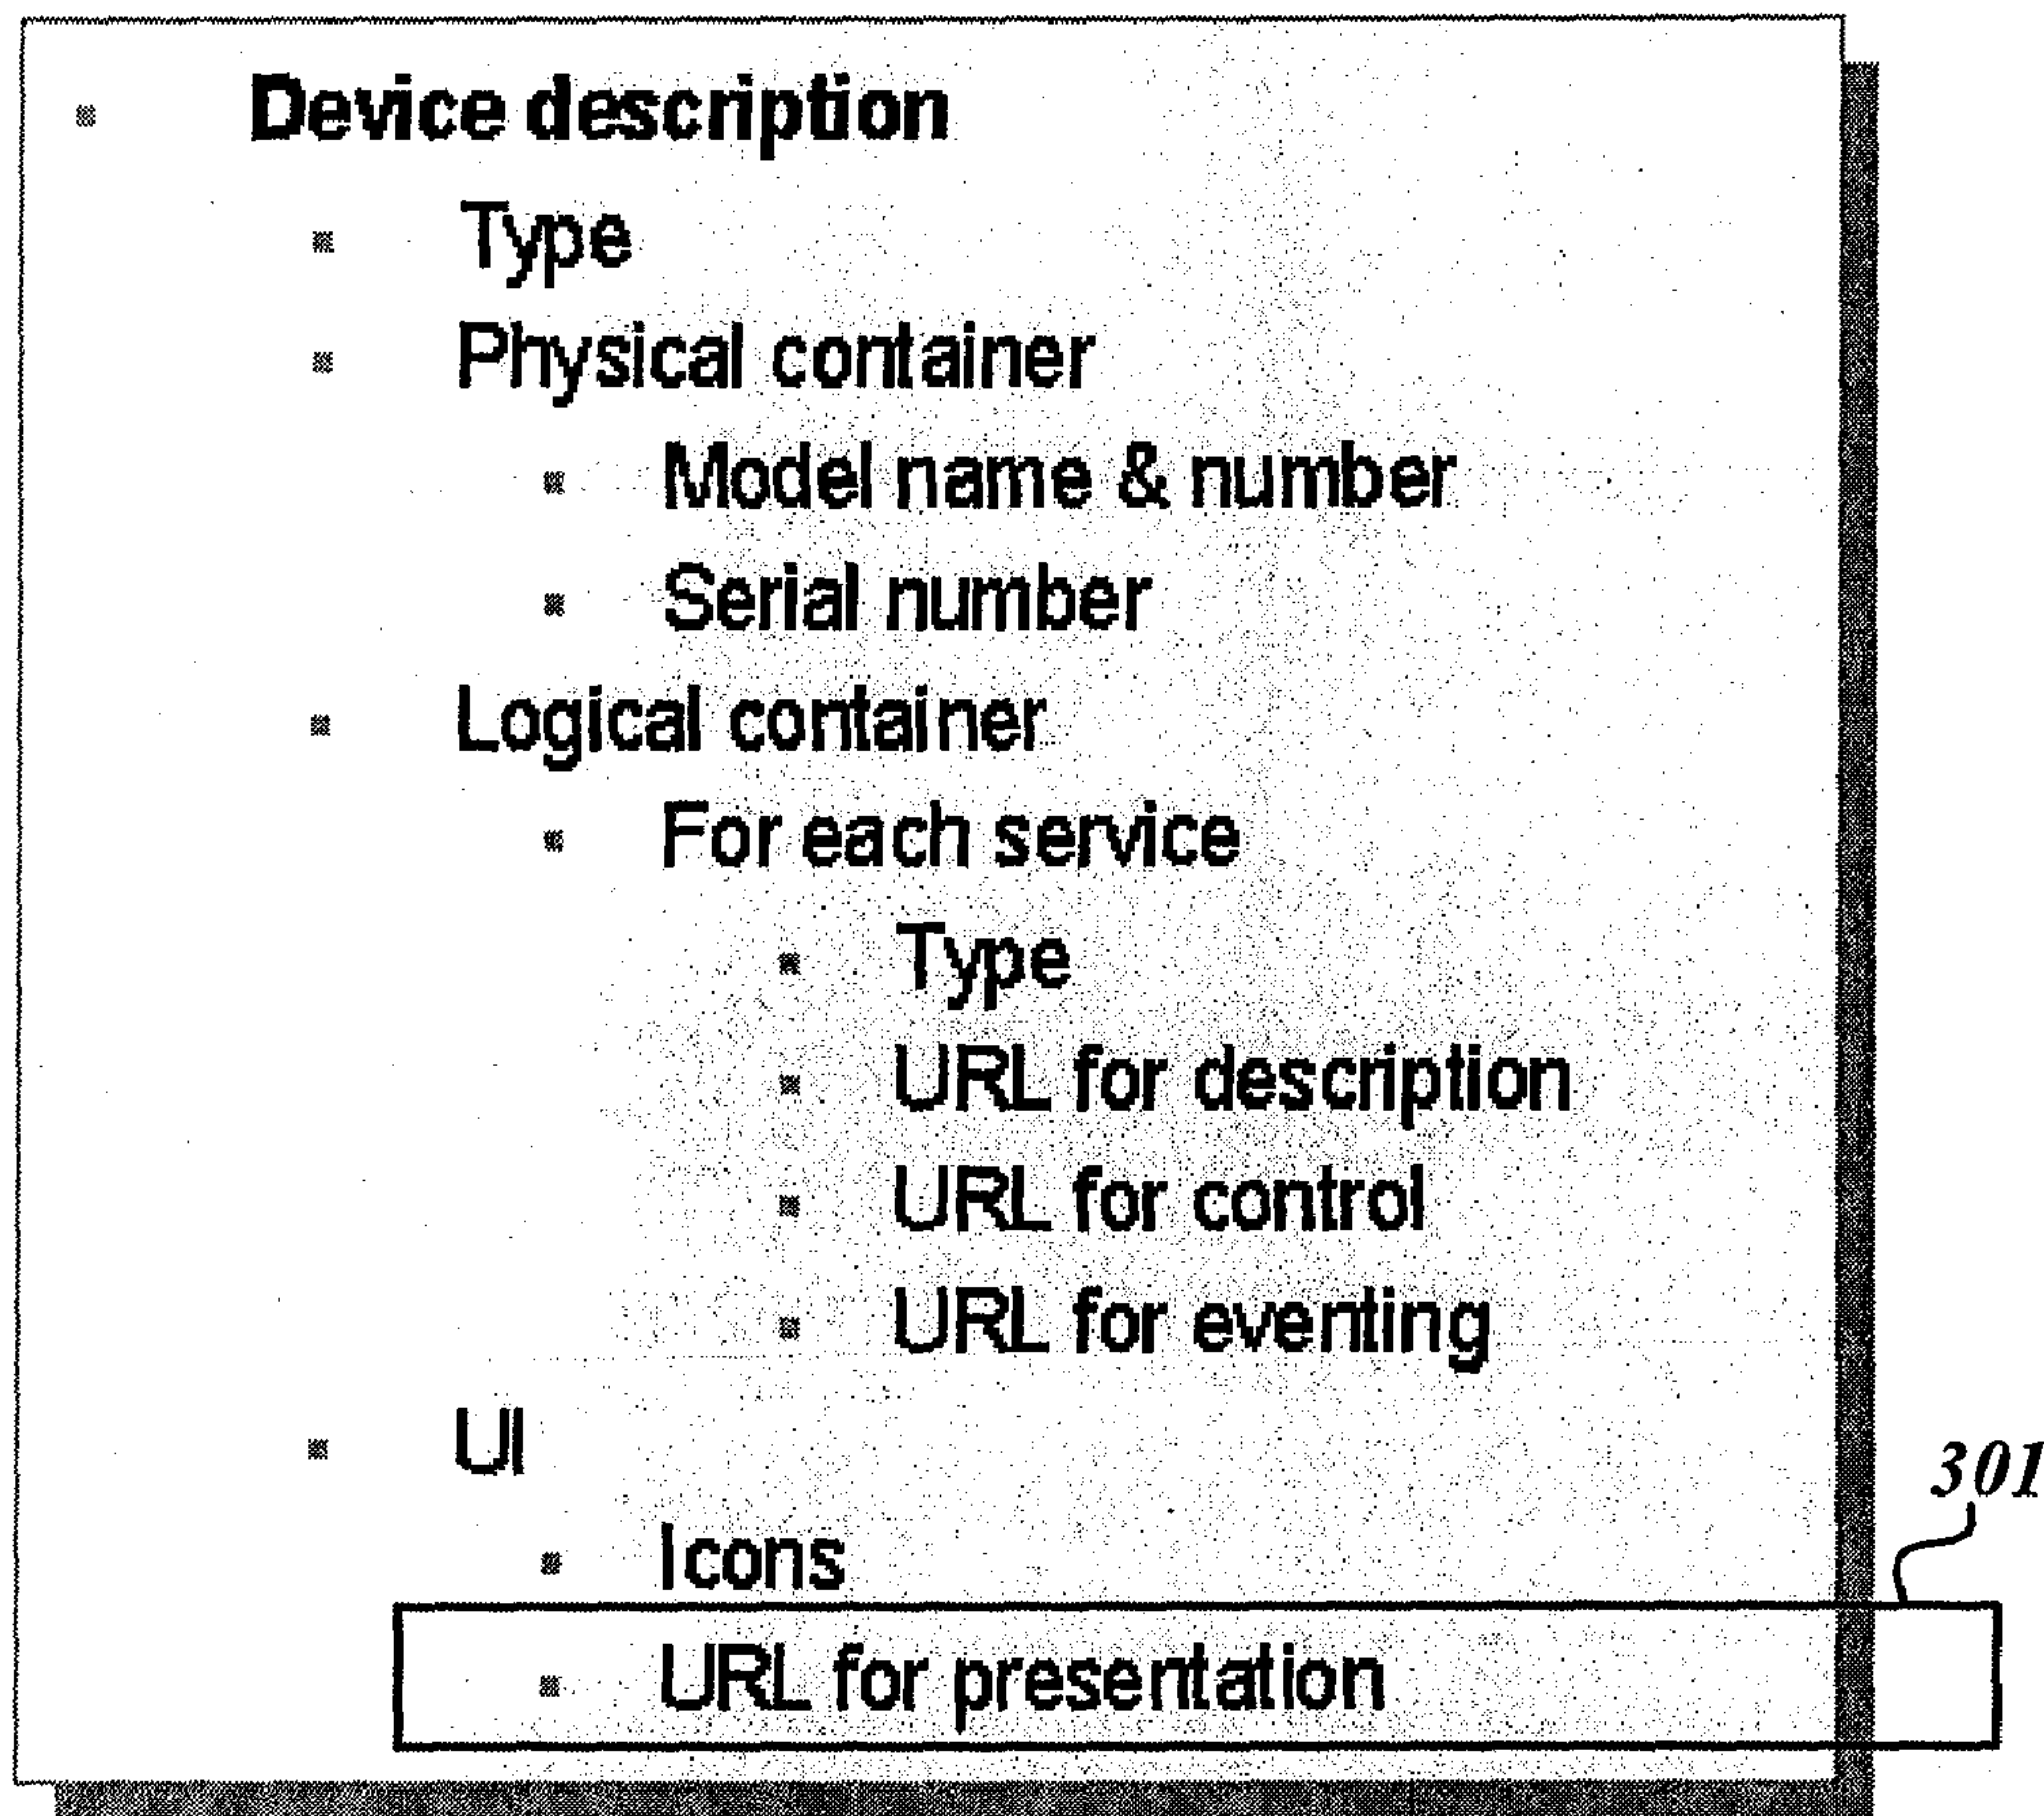 Device description
Type
Physical container
Model name & number
Serial number
Logical container
For each service
Type
URL for description
URL for control
URL for eventing
UI
Icons
URL for presentation
301